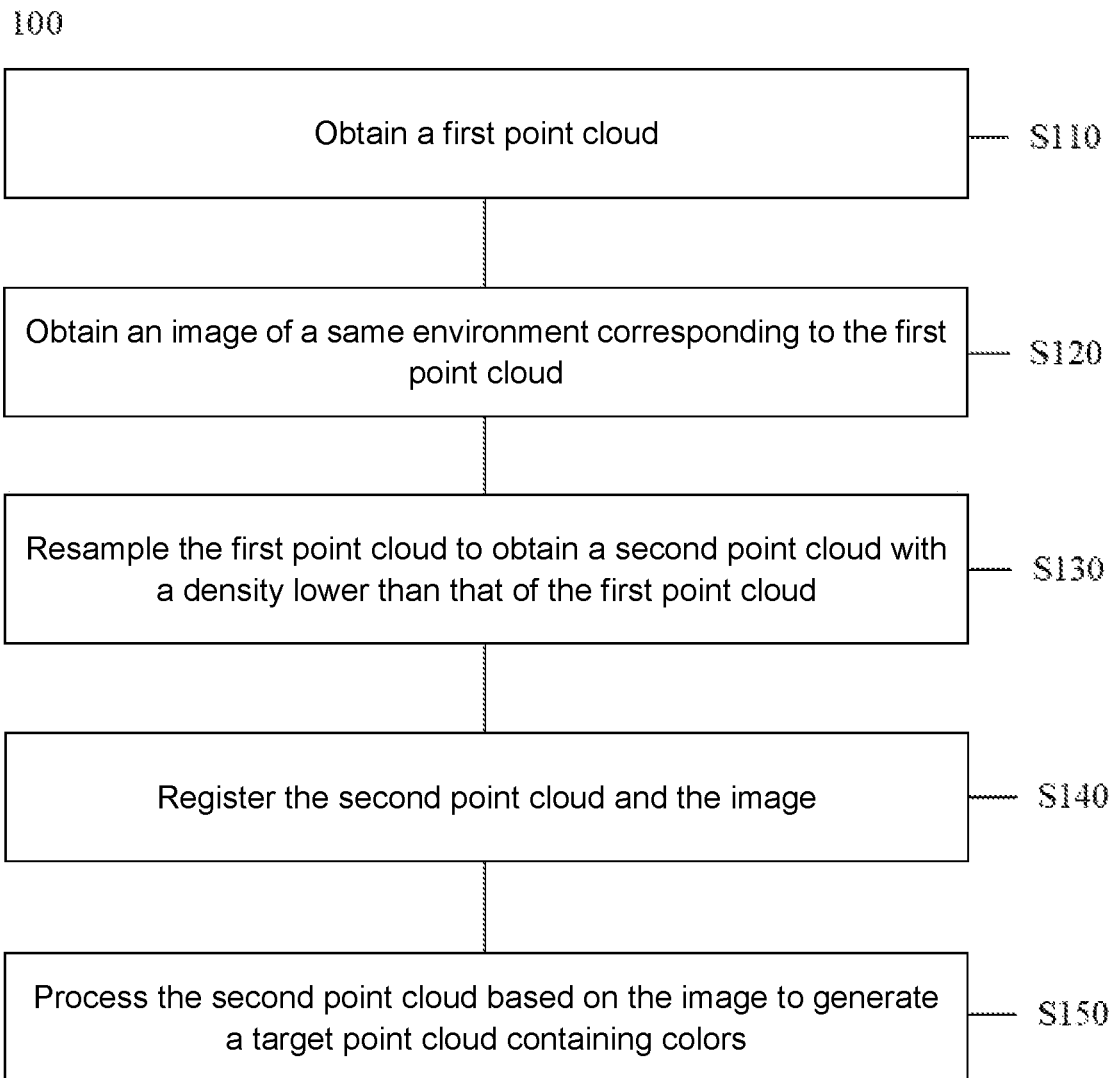 100
Obtain a first point cloud
S110
Obtain an image of a same environment corresponding to the first
point cloud
S120
Resample the first point cloud to obtain a second point cloud with
a density lower than that of the first point cloud
S130
Register the second point cloud and the image
S140
Process the second point cloud based on the image to generate
a target point cloud containing colors
S150